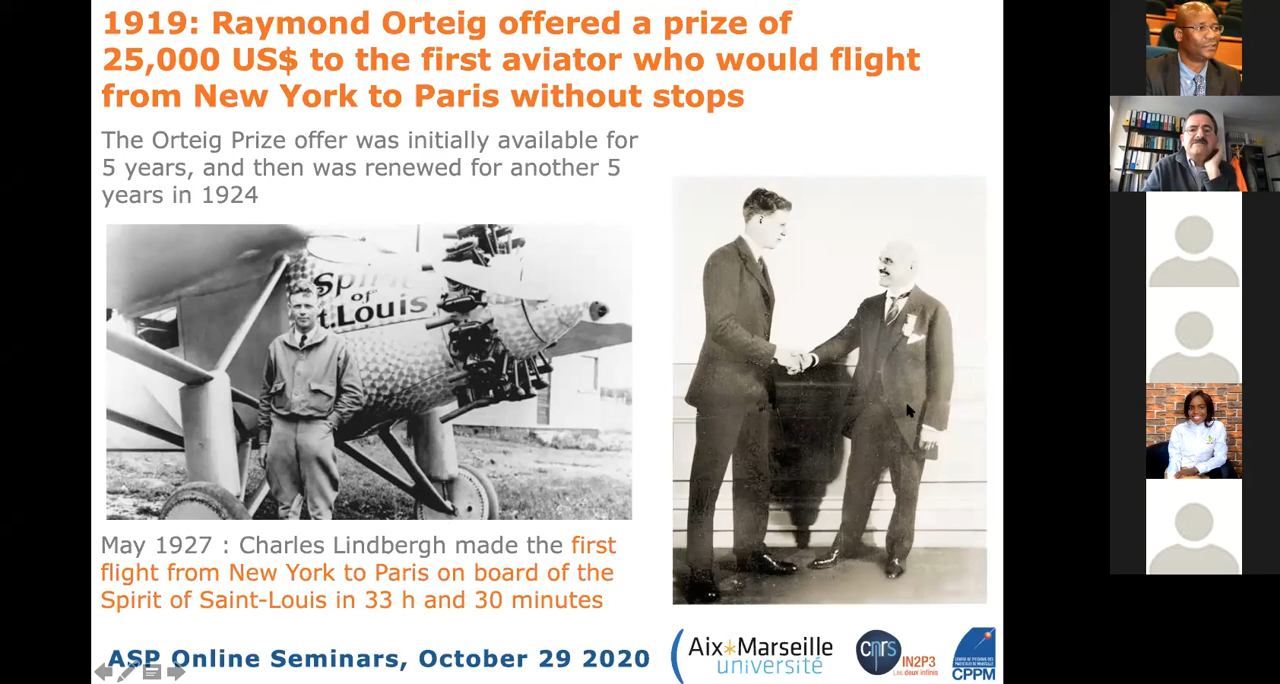 1919: Raymond Orteig offered a prize of
25,000 US$ to the first aviator who would flight
from New York to Paris without stops
The Orteig Prize offer was initially available for
5 years, and then was renewed for another 5
years in 1924
Spirit
of
t.Louis
May 1927 : Charles Lindbergh made the first
flight from New York to Paris on board of the
Spirit of Saint-Louis in 33 h and 30 minutes
ASP Online Seminars, October 29 2020
Aix*Marseille
université
cnrs
IN2P3
Les deux infinis
CPPM